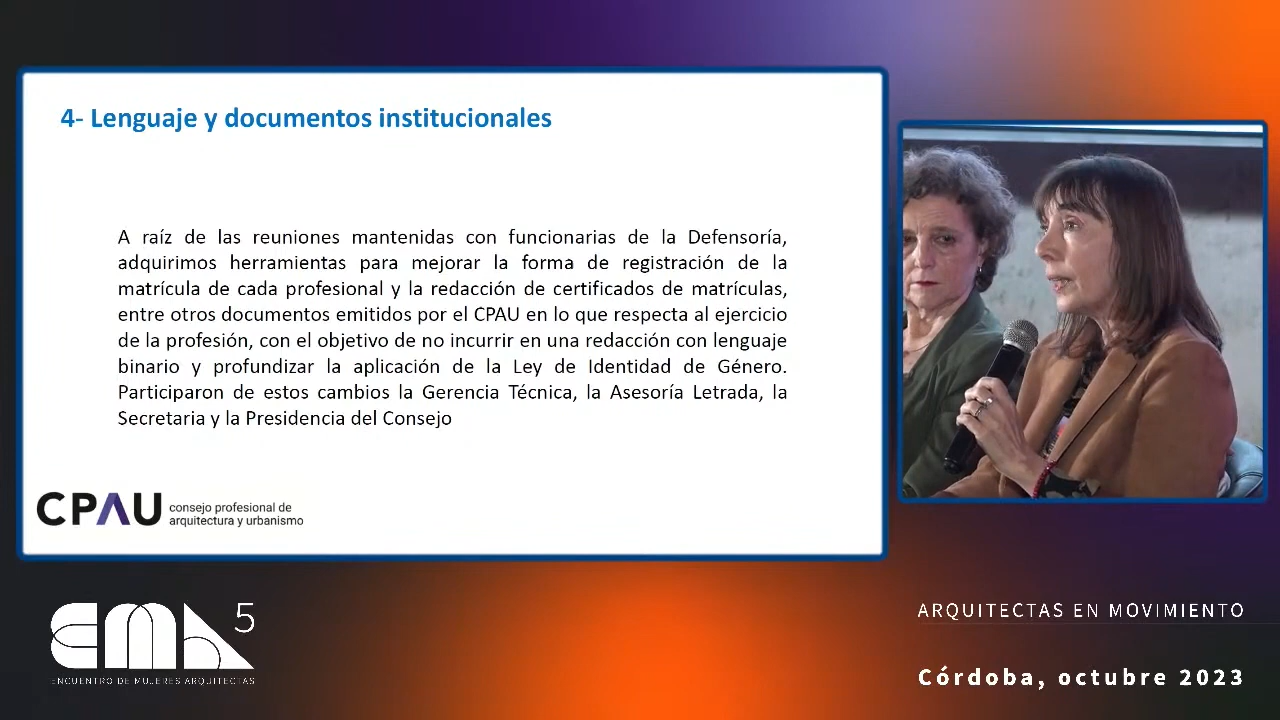 4- Lenguaje y documentos institucionales
A raíz de las reuniones mantenidas con funcionarias de la Defensoría,
adquirimos herramientas para mejorar la forma de registración de la
matrícula de cada profesional y la redacción de certificados de matrículas,
entre otros documentos emitidos por el CPAU en lo que respecta al ejercicio
de la profesión, con el objetivo de no incurrir en una redacción con lenguaje
binario y profundizar la aplicación de la Ley de Identidad de Género.
Participaron de estos cambios la Gerencia Técnica, la Asesoría Letrada, la
Secretaria y la Presidencia del Consejo
CPAU consejo profesional de
arquitectura y urbanismo
EMA 5
ENCUENTRO DE MUJERES ARQUITECTAS
ARQUITECTAS EN MOVIMIENTO
Córdoba, octubre 2023